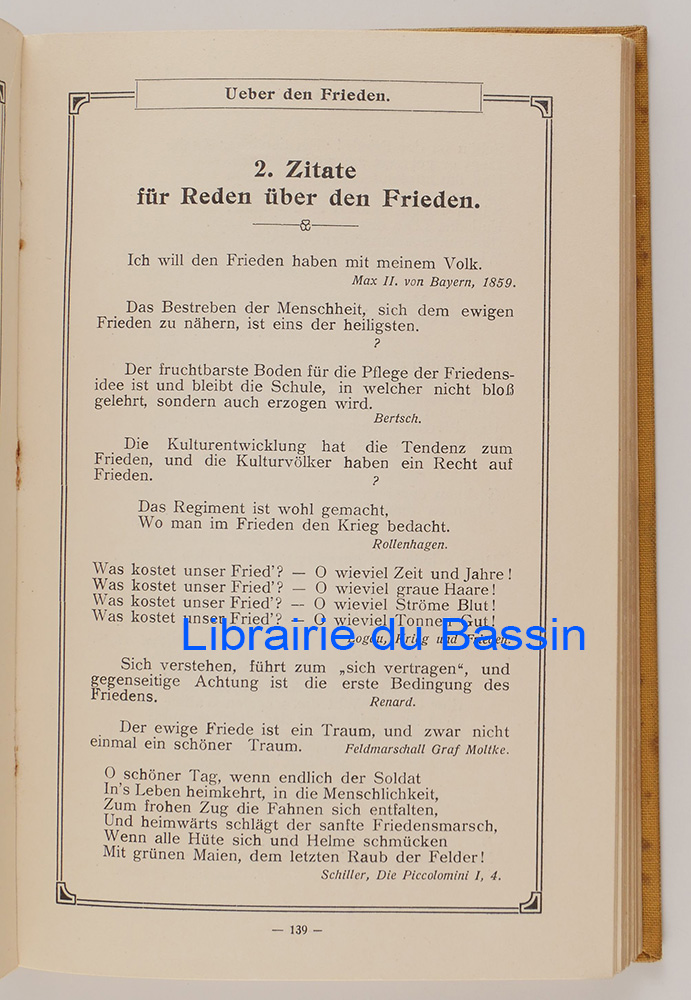 Ueber den Frieden.
2. Zitate
für Reden über den Frieden.
Ich will den Frieden haben mit meinem Volk.
Max II. von Bayern, 1859.
Das Bestreben der Menschheit, sich dem ewigen
Frieden zu nähern, ist eins der heiligsten.
?
Der fruchtbarste Boden für die Pflege der Friedens-
idee ist und bleibt die Schule, in welcher nicht bloß
gelehrt, sondern auch erzogen wird.
Bertsch.
Die Kulturentwicklung hat die Tendenz zum
Frieden, und die Kulturvölker haben ein Recht auf
Frieden.
?
Das Regiment ist wohl gemacht,
Wo man im Frieden den Krieg bedacht.
Rollenhagen.
Was kostet unser Fried'? — O wieviel Zeit und Jahre!
Was kostet unser Fried'? — O wieviel graue Haare!
Was kostet unser Fried'? — O wieviel Ströme Blut!
Was kostet unser Fried'? — O wieviel Tonnen Gut!
Logau, Krieg und Frieden.
Librairie du Bassin
Sich verstehen, führt zum „sich vertragen“, und
gegenseitige Achtung ist die erste Bedingung des
Friedens.
Renard.
Der ewige Friede ist ein Traum, und zwar nicht
einmal ein schöner Traum.
Feldmarschall Graf Moltke.
O schöner Tag, wenn endlich der Soldat
In's Leben heimkehrt, in die Menschlichkeit,
Zum frohen Zug die Fahnen sich entfalten,
Und heimwärts schlägt der sanfte Friedensmarsch,
Wenn alle Hüte sich und Helme schmücken
Mit grünen Maien, dem letzten Raub der Felder!
Schiller, Die Piccolomini I, 4.
— 139 —